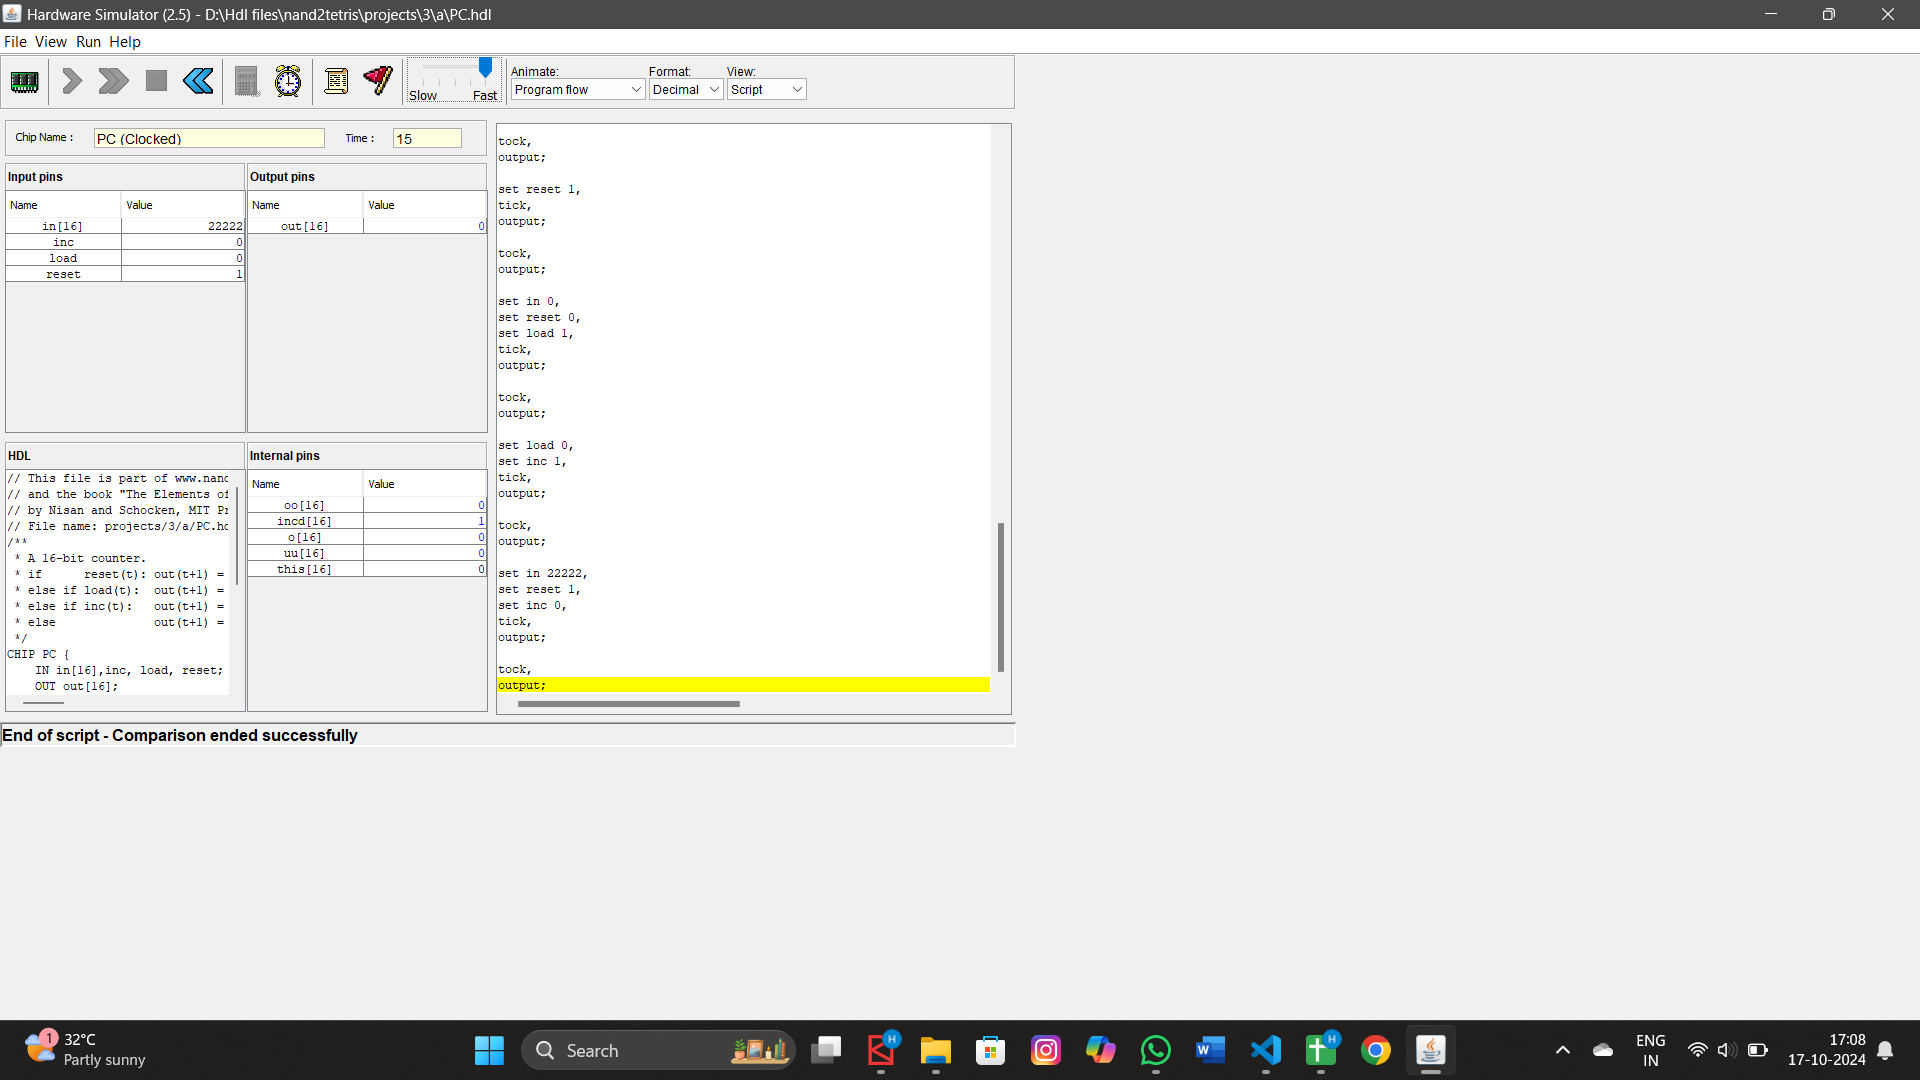 Hardware Simulator (2.5) - D:\Hdl files\nand2tetris\projects\3\a\PC.hdl
File View Run Help
Slow Fast
Animate: Format: View:
Program flow Decimal Script
Chip Name : PC (Clocked) Time : 15
Input pins
Name Value
in[16] 22222
inc 0
load 0
reset 1
Output pins
Name Value
out[16] 0
HDL
// This file is part of www.nand
// and the book "The Elements of
// by Nisan and Schocken, MIT Pr
// File name: projects/3/a/PC.hd
/**
* A 16-bit counter.
* if reset(t): out(t+1) =
* else if load(t): out(t+1) =
* else if inc(t): out(t+1) =
* else out(t+1) =
*/
CHIP PC {
IN in[16],inc, load, reset;
OUT out[16];
Internal pins
Name Value
oo[16] 0
incd[16] 1
o[16] 0
uu[16] 0
this[16] 0
tock,
output;
set reset 1,
tick,
output;
tock,
output;
set in 0,
set reset 0,
set load 1,
tick,
output;
tock,
output;
set load 0,
set inc 1,
tick,
output;
tock,
output;
set in 22222,
set reset 1,
set inc 0,
tick,
output;
tock,
output;
End of script - Comparison ended successfully
1
32°C
Partly sunny
Search
H
W
H
ENG
IN
17:08
17-10-2024